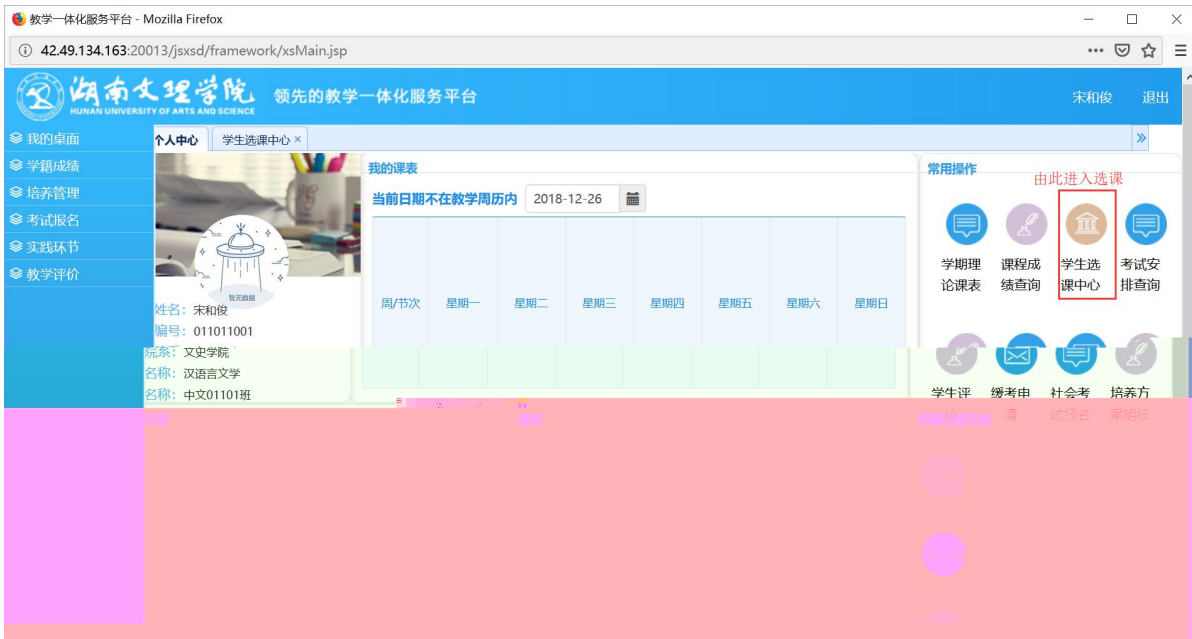 教学一体化服务平台 - Mozilla Firefox
42.49.134.163:20013/jsxsd/framework/xsMain.jsp
湖南文理学院
HUNAN UNIVERSITY OF ARTS AND SCIENCE
领先的教学一体化服务平台
宋和俊 退出
我的桌面
学籍成绩
培养管理
考试报名
实践环节
教学评价
个人中心 学生选课中心 ×
暂无数据
姓名：宋和俊
编号：011011001
院系：文史学院
名称：汉语言文学
名称：中文01101班
我的课表
当前日期不在教学周历内 2018-12-26
周/节次 星期一 星期二 星期三 星期四 星期五 星期六 星期日
常用操作
由此进入选课
学期理论课表
课程成绩查询
学生选课中心
考试安排查询
学生评价
缓考申请
社会考试报名
培养方案明细